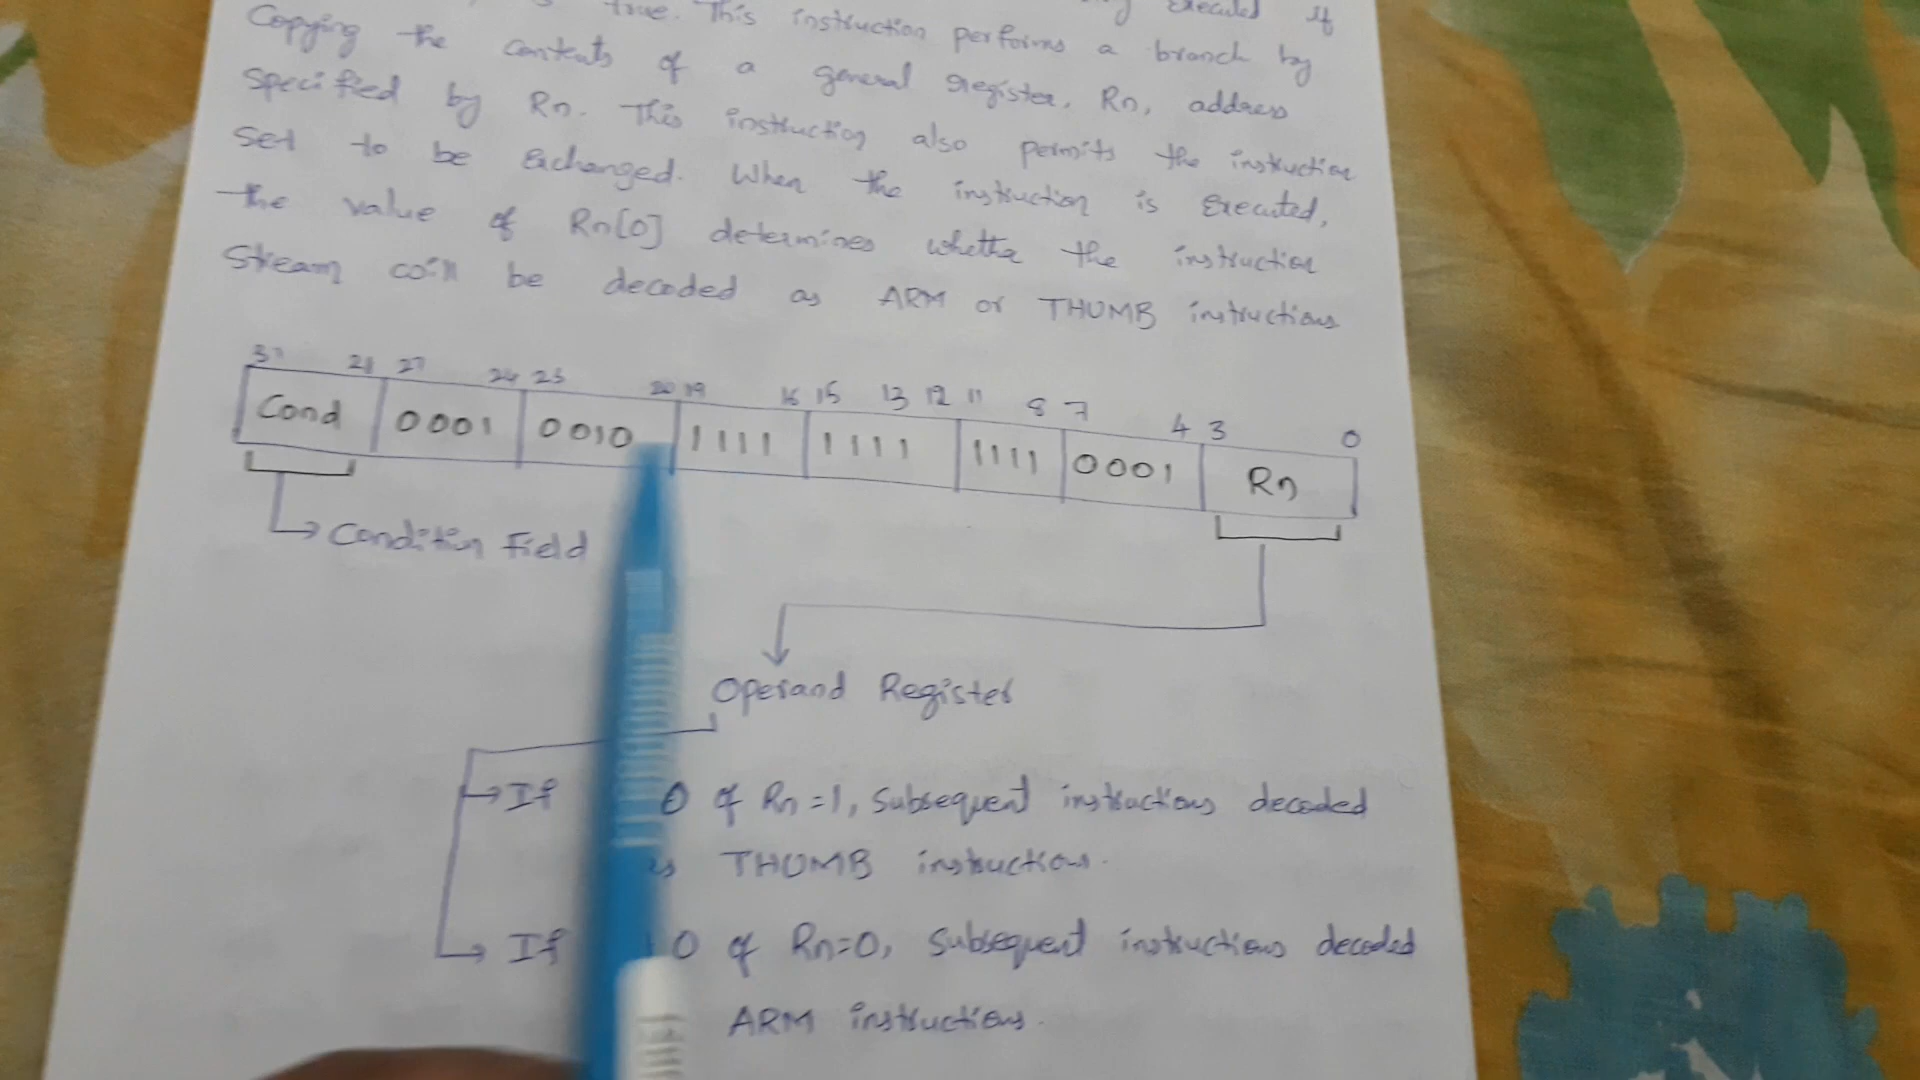 true. This instruction performs a branch by
Copying the contents of a general register, Rn, address
Specified by Rn. This instruction also permits the instruction
Set to be Exchanged. When the instruction is Executed,
the value of Rn[0] determines whether the instruction
Stream will be decoded as ARM or THUMB instructions
28 27 24 23 20 19 16 15 13 12 11 8 7 4 3 0
Cond 0001 0010 1111 1111 1111 0001 Rn
Condition Field
Operand Register
If 0 of Rn=1, Subsequent instructions decoded
THUMB instructions.
If 0 of Rn=0, Subsequent instructions decoded
ARM instructions.